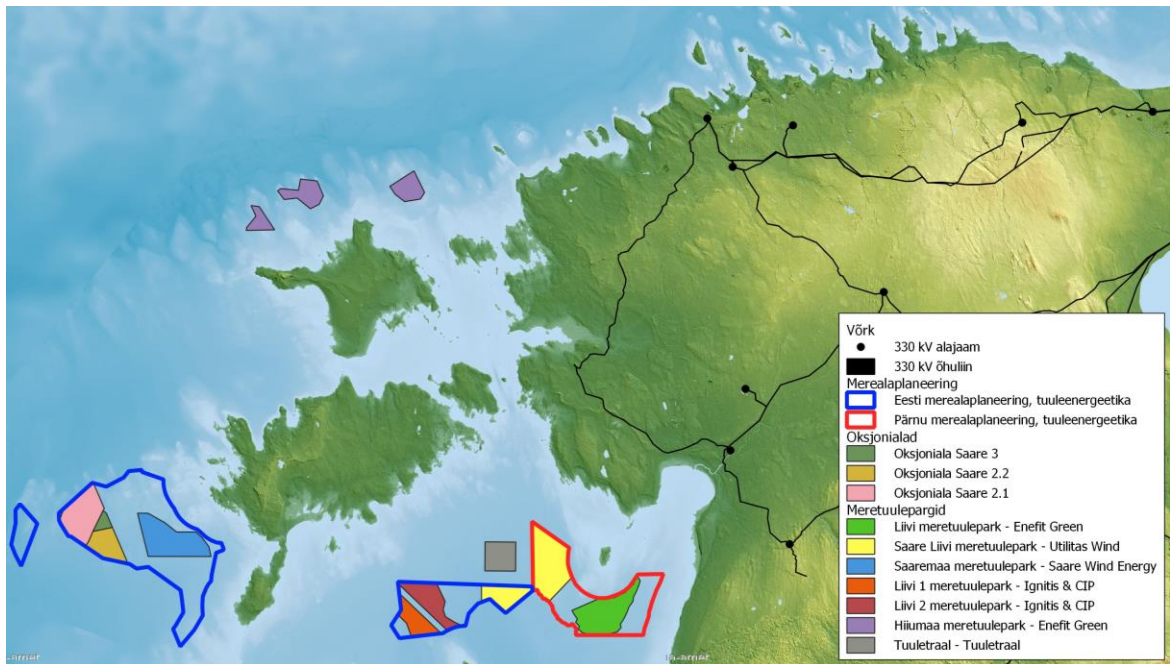 Võrk
330 kV alajaam
330 kV õhuliin
Merealaplaneering
Eesti merealaplaneering, tuuleenergeetika
Pärnu merealaplaneering, tuuleenergeetika
Oksjonialad
Oksjoniala Saare 3
Oksjoniala Saare 2.2
Oksjoniala Saare 2.1
Meretuulepargid
Liivi meretuulepark - Enefit Green
Saare Liivi meretuulepark - Utilitas Wind
Saaremaa meretuulepark - Saare Wind Energy
Liivi 1 meretuulepark - Ignitis & CIP
Liivi 2 meretuulepark - Ignitis & CIP
Hiiumaa meretuulepark - Enefit Green
Tuuletraal - Tuuletraal